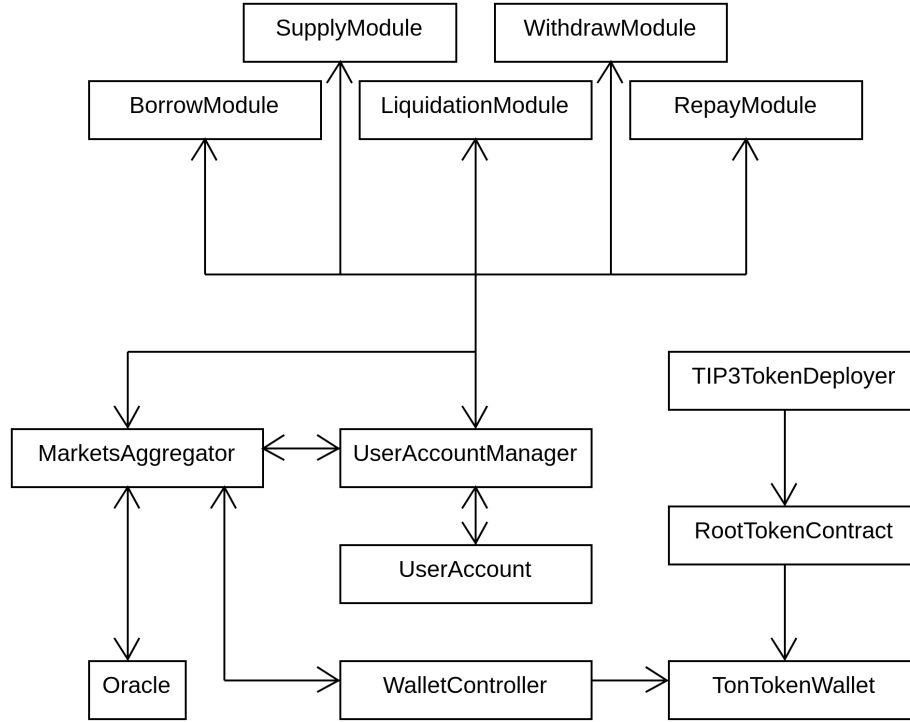 SupplyModule
WithdrawModule
BorrowModule
LiquidationModule
RepayModule
TIP3TokenDeployer
MarketsAggregator
UserAccountManager
RootTokenContract
UserAccount
Oracle
WalletController
TonTokenWallet